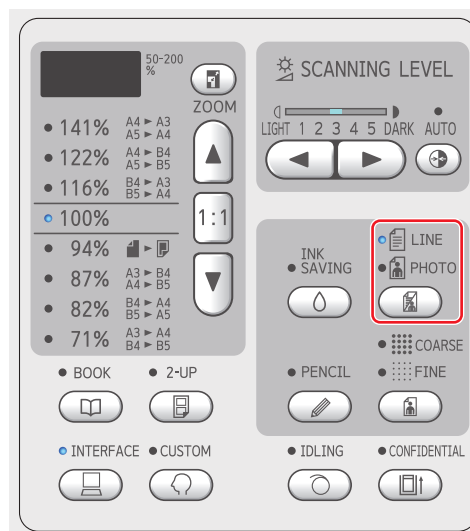 50-200
%
ZOOM
141% A4 ► A3
A5 ► A4
122% A4 ► B4
A5 ► B5
116% B4 ► A3
B5 ► A4
100%
1:1
94%
87% A3 ► B4
A4 ► B5
82% B4 ► A4
B5 ► A5
71% A3 ► A4
B4 ► B5
BOOK
2-UP
INTERFACE
CUSTOM
SCANNING LEVEL
LIGHT 1 2 3 4 5 DARK AUTO
INK
SAVING
LINE
PHOTO
COARSE
PENCIL
FINE
IDLING
CONFIDENTIAL